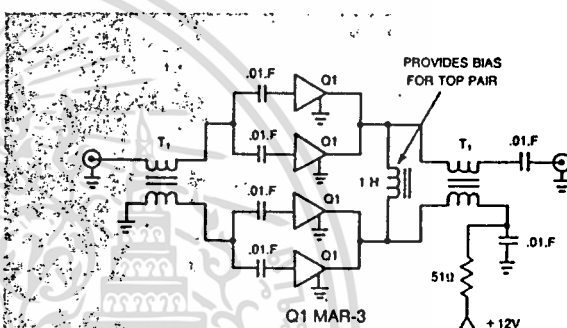 PROVIDES BIAS
FOR TOP PAIR
.01.F
Q1
.01.F
Q1
T1
T1
.01.F
1 H
.01.F
Q1
.01.F
Q1
.01.F
51Ω
Q1 MAR-3
+ 12V